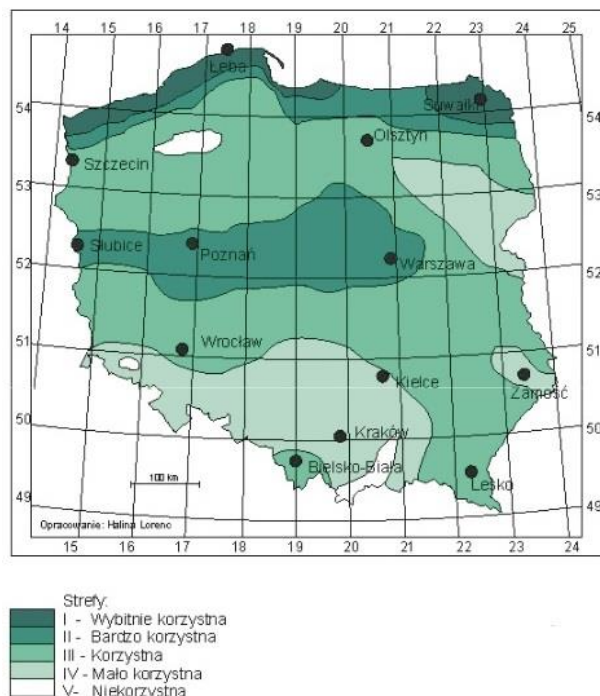 14 15 16 17 18 19 20 21 22 23 24
Łeba
54
Suwałki
54
Olsztyn
Szczecin
53
53
Słubice
Poznań
Warszawa
52
52
Wrocław
51
51
Kielce
Zamość
50
50
Kraków
Bielsko-Biała
Lesko
100 km
49
49
Opracowanie: Halina Lorenc
15 16 17 18 19 20 21 22 23 24
Strefy:
I - Wybitnie korzystna
II - Bardzo korzystna
III - Korzystna
IV - Mało korzystna
V- Niekorzystna